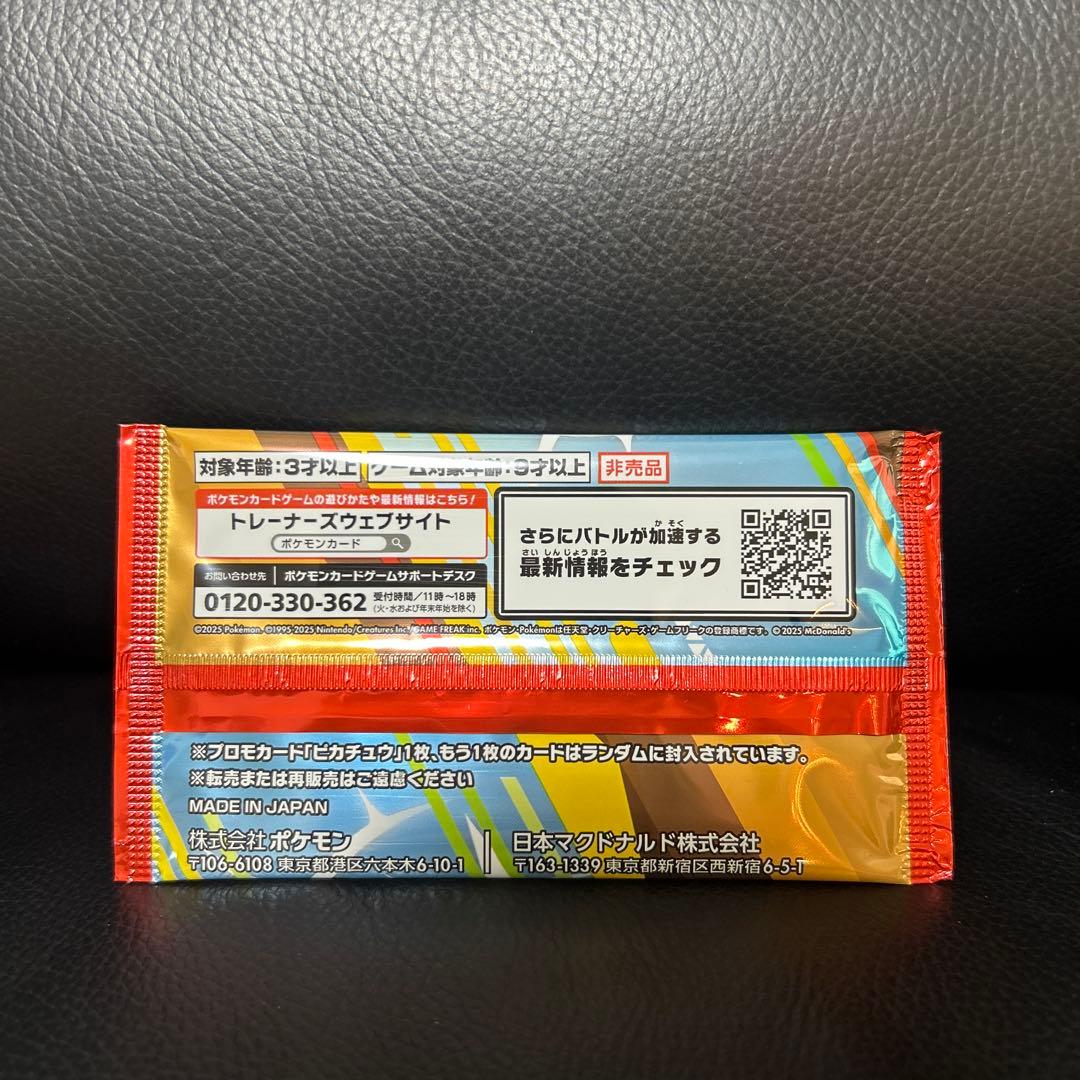 対象年齢:3才以上 ゲーム対象年齢:9才以上 非売品
ポケモンカードゲームの遊びかたや最新情報はこちら!
トレーナーズウェブサイト
ポケモンカード
お問い合わせ先 ポケモンカードゲームサポートデスク
0120-330-362 受付時間/11時~18時
(火・水および年末年始を除く)
か そく
さらにバトルが加速する
さい しん じょう ほう
最新情報をチェック
©2025 Pokémon. ©1995-2025 Nintendo/Creatures Inc./GAME FREAK inc. ポケモン・Pokémonは任天堂・クリーチャーズ・ゲームフリークの登録商標です。 © 2025 McDonald's
※プロモカード「ピカチュウ」1枚、もう1枚のカードはランダムに封入されています。
※転売または再販売はご遠慮ください
MADE IN JAPAN
株式会社ポケモン
〒106-6108 東京都港区六本木6-10-1
日本マクドナルド株式会社
〒163-1339 東京都新宿区西新宿6-5-1